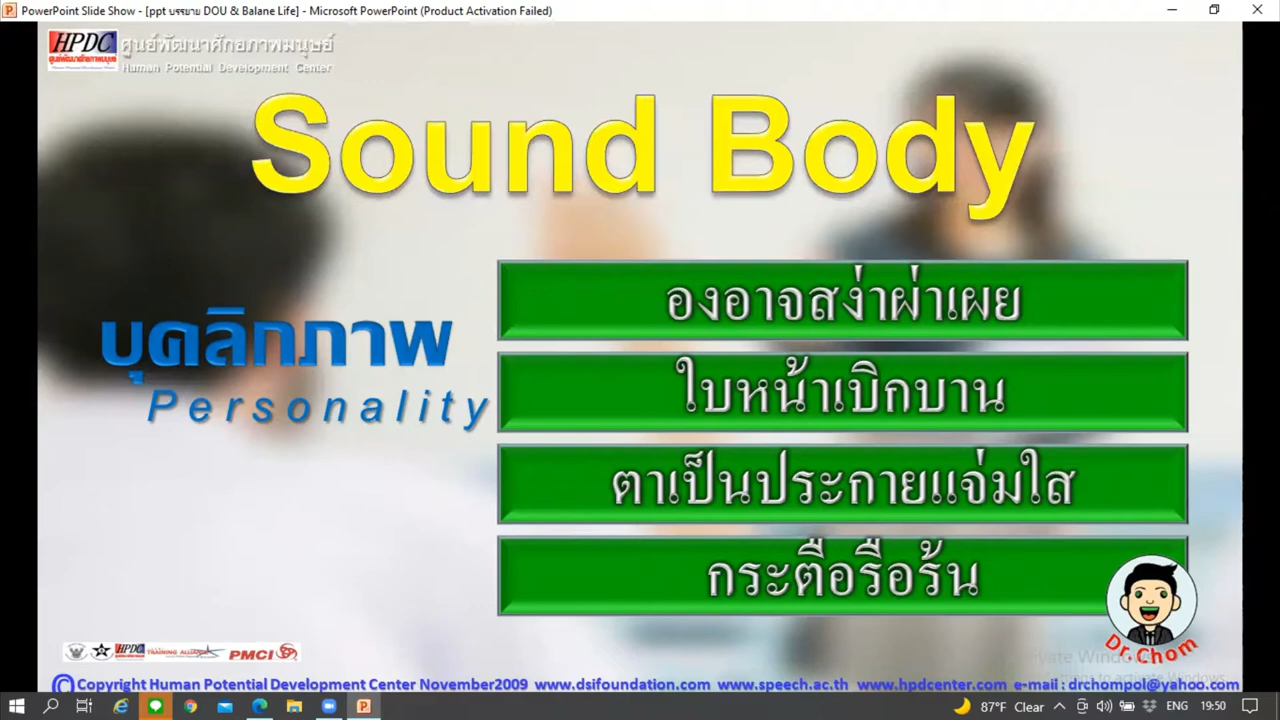 PowerPoint Slide Show - [ppt บรรยาย DOU & Balane Life] - Microsoft PowerPoint (Product Activation Failed)
HPDC ศูนย์พัฒนาศักอภาพมนุษย์
Human Potential Development Center
Sound Body
องอาจสง่าผ่าเผย
บุคลิกภาพ
ใบหน้าเบิกบาน
Personality
ตาเป็นประกายแจ่มใส
กระตือรือร้น
Dr.Chom
HPDC TRAINING ALLIANCE PMCI
© Copyright Human Potential Development Center November2009 www.dsifoundation.com www.speech.ac.th www.hpdcenter.com e-mail : drchompol@yahoo.com
87°F Clear ENG 19:50